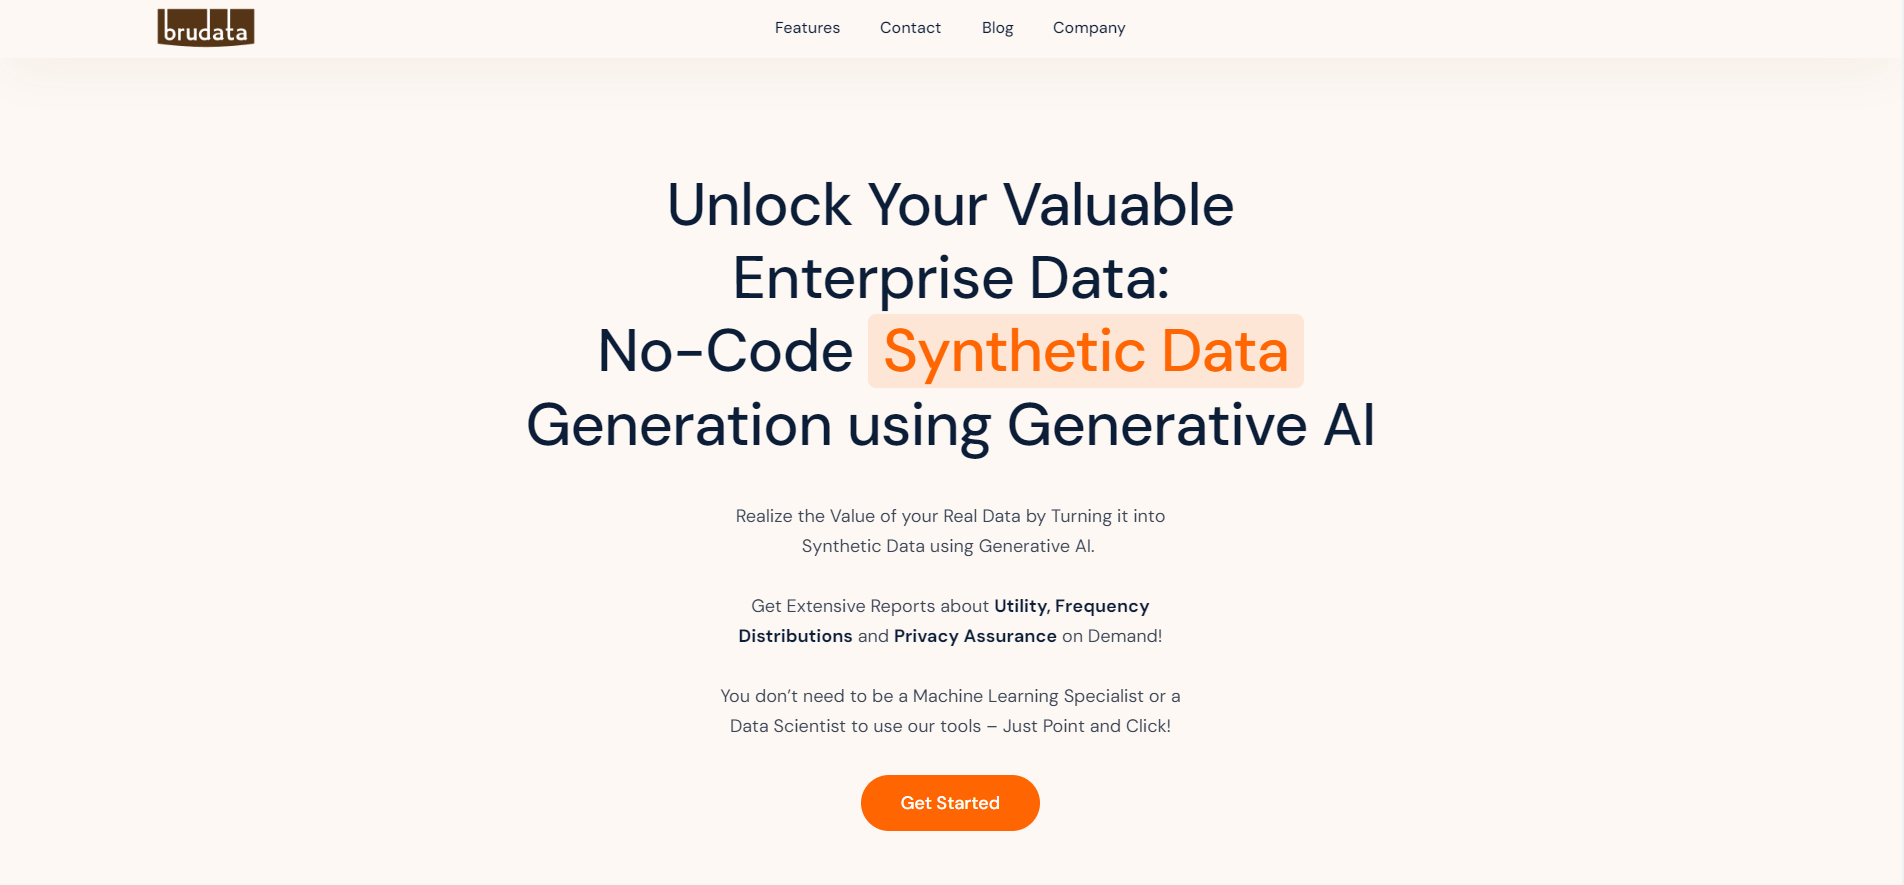 brudata
Features
Contact
Blog
Company
Unlock Your Valuable
Enterprise Data:
No-Code Synthetic Data
Generation using Generative AI
Realize the Value of your Real Data by Turning it into
Synthetic Data using Generative AI.
Get Extensive Reports about Utility, Frequency
Distributions and Privacy Assurance on Demand!
You don’t need to be a Machine Learning Specialist or a
Data Scientist to use our tools – Just Point and Click!
Get Started